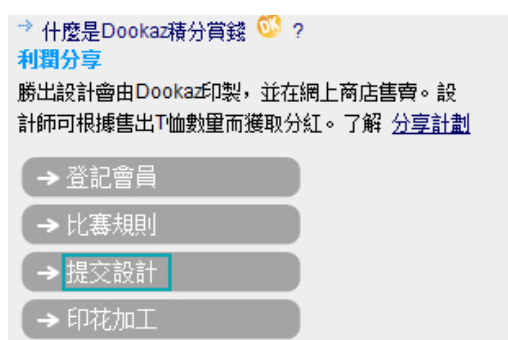 什麼是Dookaz積分賞錢 OK ?
利潤分享
勝出設計會由Dookaz印製，並在網上商店售賣。設
計師可根據售出T恤數量而獲取分紅。了解 分享計劃
登記會員
比賽規則
提交設計
印花加工